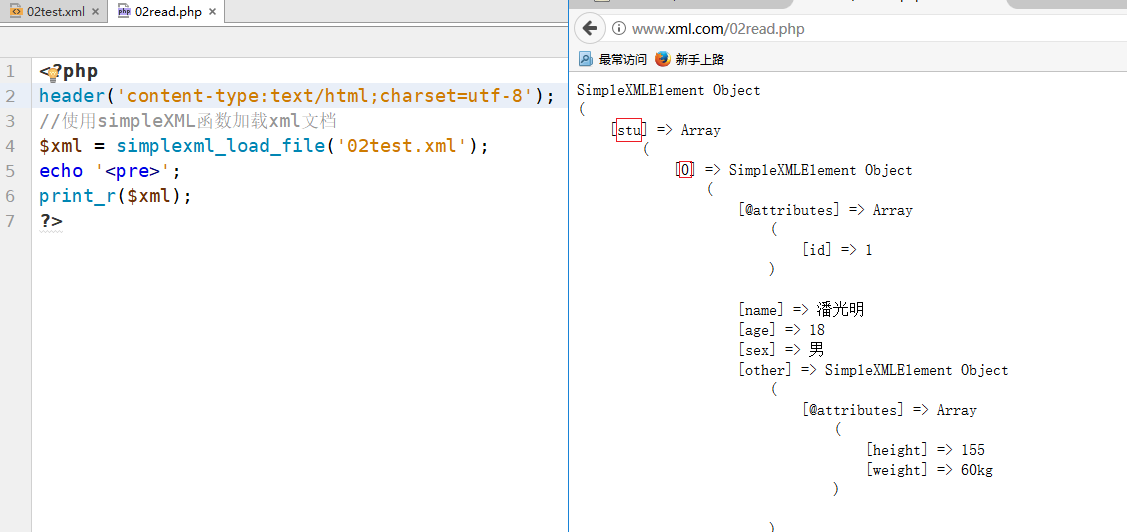 02test.xml × 02read.php ×
1 <?php
2 header('content-type:text/html;charset=utf-8');
3 //使用simpleXML函数加载xml文档
4 $xml = simplexml_load_file('02test.xml');
5 echo '<pre>';
6 print_r($xml);
7 ?>
www.xml.com/02read.php
最常访问 新手上路
SimpleXMLElement Object
(
[stu] => Array
(
[0] => SimpleXMLElement Object
(
[@attributes] => Array
(
[id] => 1
)
[name] => 潘光明
[age] => 18
[sex] => 男
[other] => SimpleXMLElement Object
(
[@attributes] => Array
(
[height] => 155
[weight] => 60kg
)
)